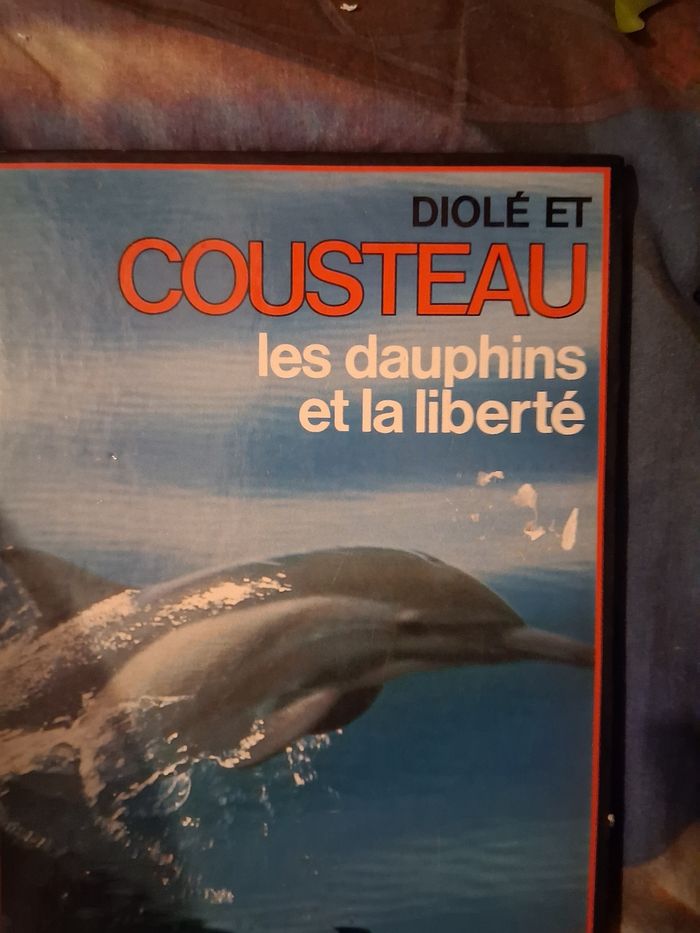 DIOLÉ ET
COUSTEAU
les dauphins
et la liberté